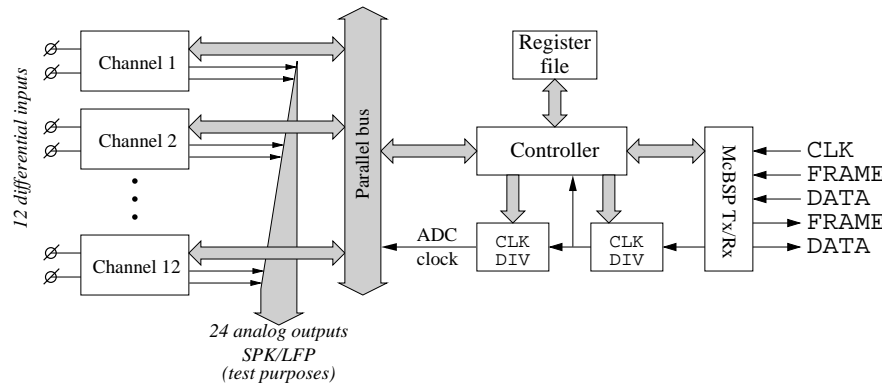 12 differential inputs
Channel 1
Channel 2
Channel 12
24 analog outputs
SPK/LFP
(test purposes)
Parallel bus
Register
file
Controller
ADC
clock
CLK
DIV
CLK
DIV
McBSP Tx/Rx
CLK
FRAME
DATA
FRAME
DATA